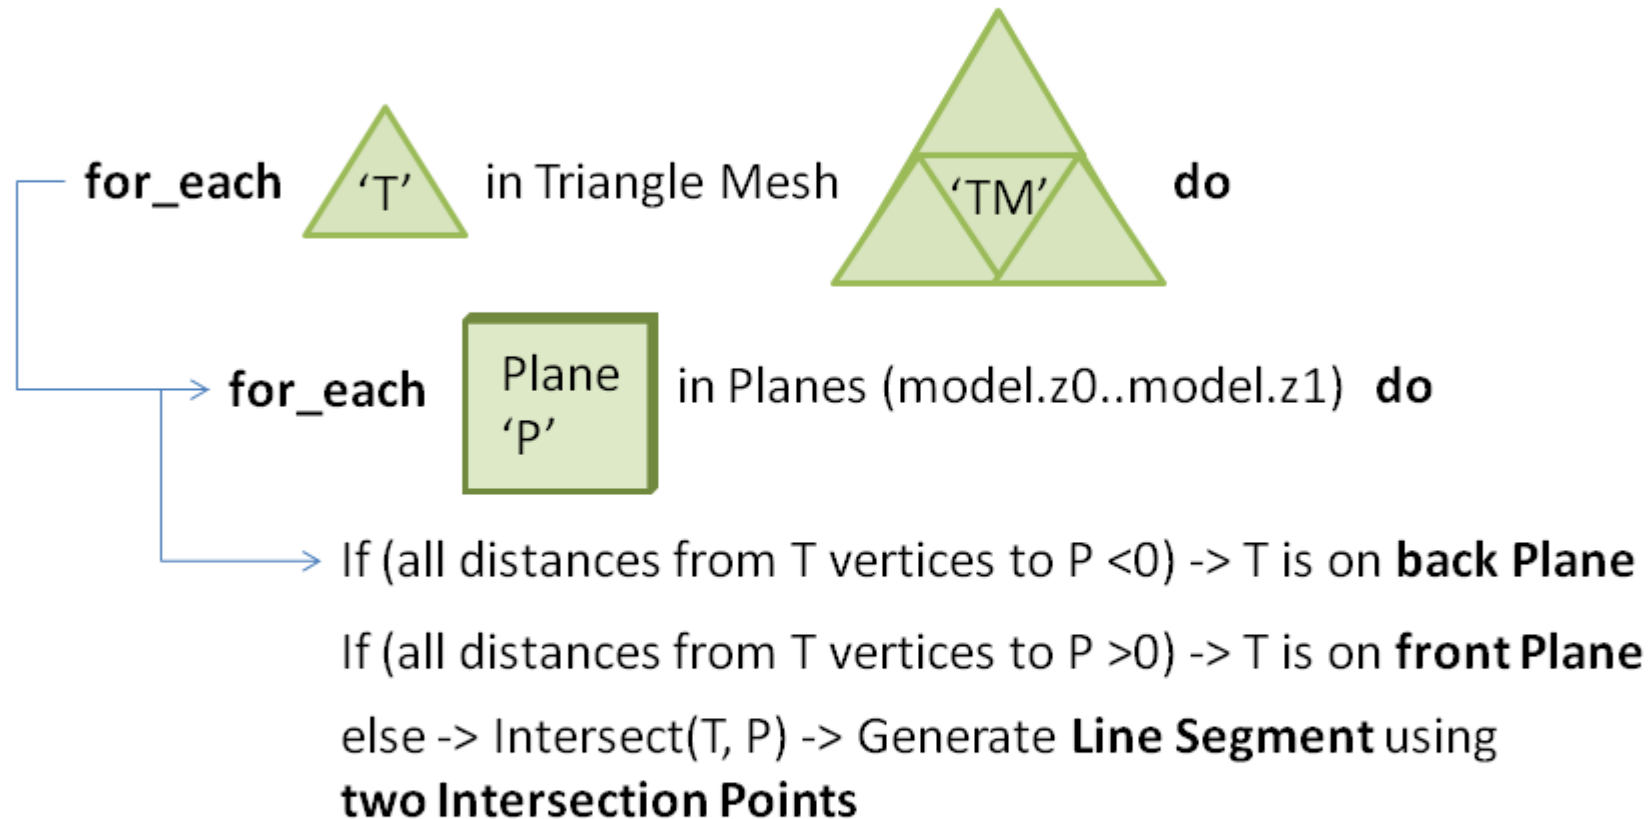 for_each ‘T’ in Triangle Mesh ‘TM’ do
for_each Plane ‘P’ in Planes (model.z0..model.z1) do
If (all distances from T vertices to P <0) -> T is on back Plane
If (all distances from T vertices to P >0) -> T is on front Plane
else -> Intersect(T, P) -> Generate Line Segment using
two Intersection Points